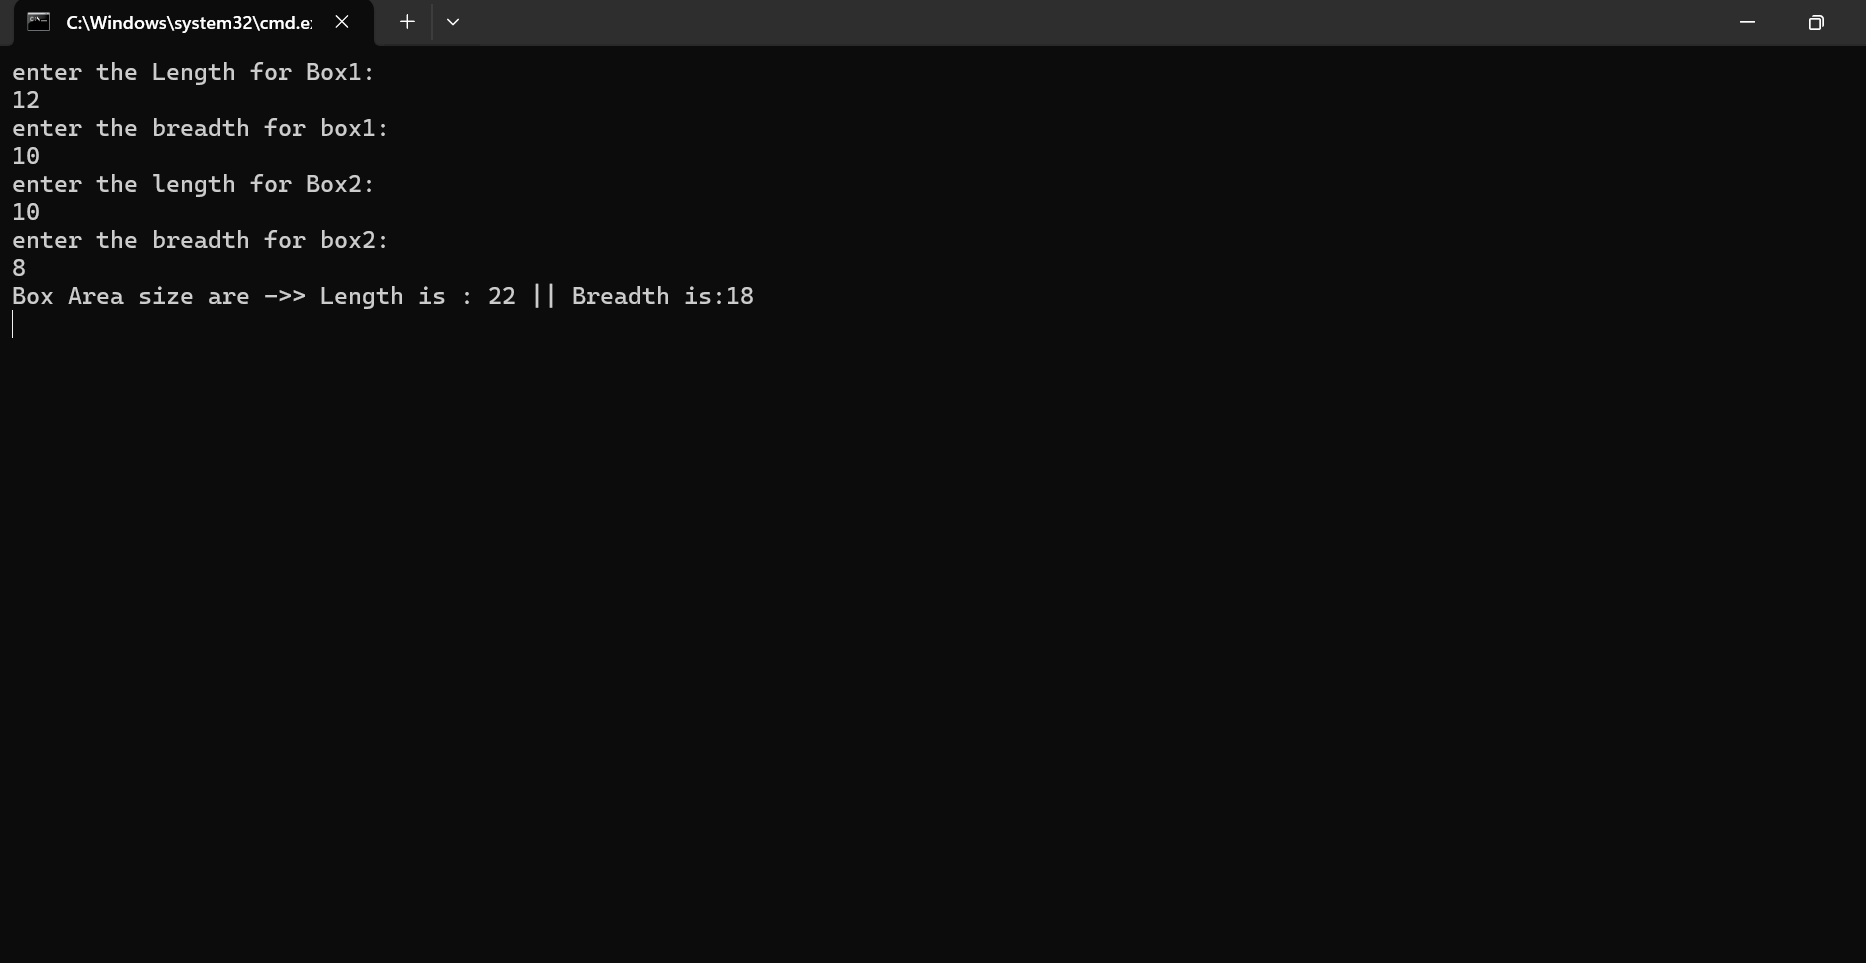 C:\Windows\system32\cmd.e
enter the Length for Box1:
12
enter the breadth for box1:
10
enter the length for Box2:
10
enter the breadth for box2:
8
Box Area size are ->> Length is : 22 || Breadth is:18